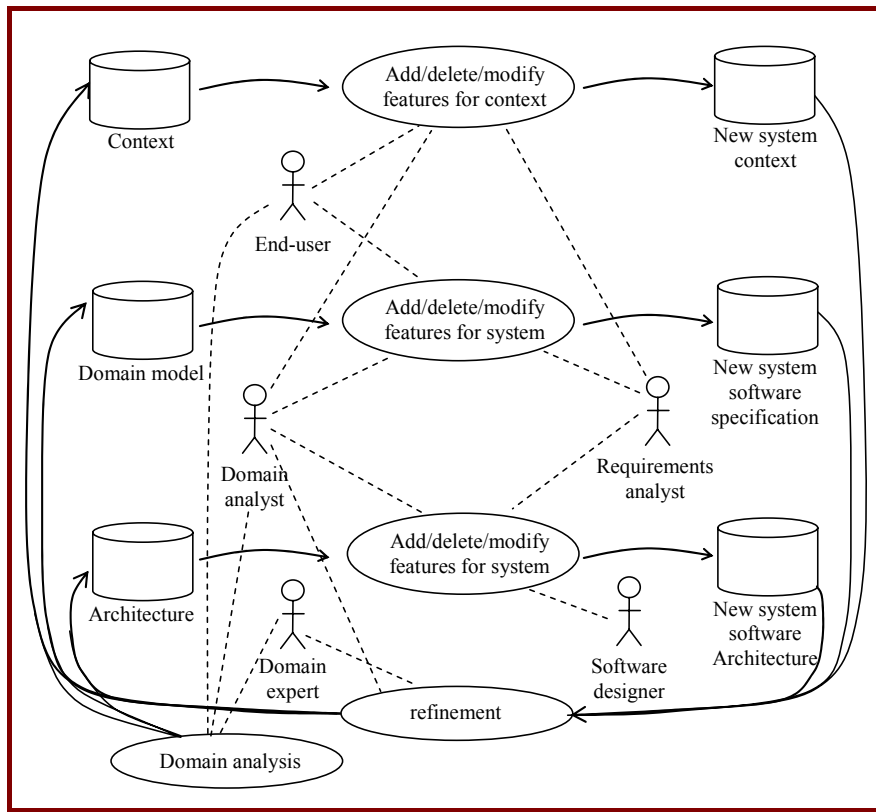 Add/delete/modify
features for context
Context
New system
context
End-user
Add/delete/modify
features for system
Domain model
New system
software
specification
Domain
analyst
Requirements
analyst
Add/delete/modify
features for system
Architecture
New system
software
Architecture
Domain
expert
Software
designer
refinement
Domain analysis